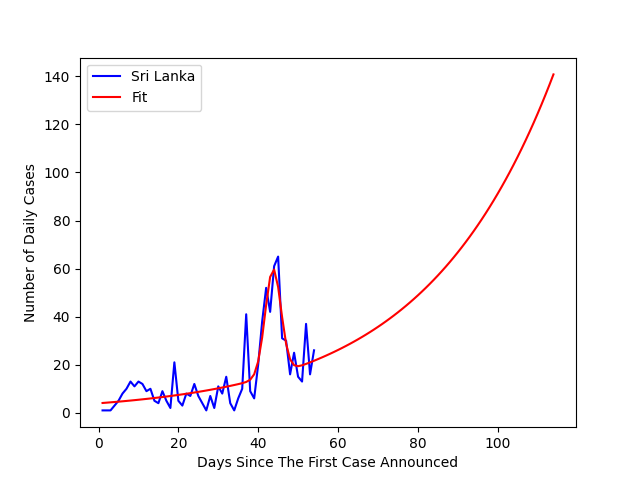 Sri Lanka
Fit
Number of Daily Cases
140
120
100
80
60
40
20
0
0 20 40 60 80 100
Days Since The First Case Announced